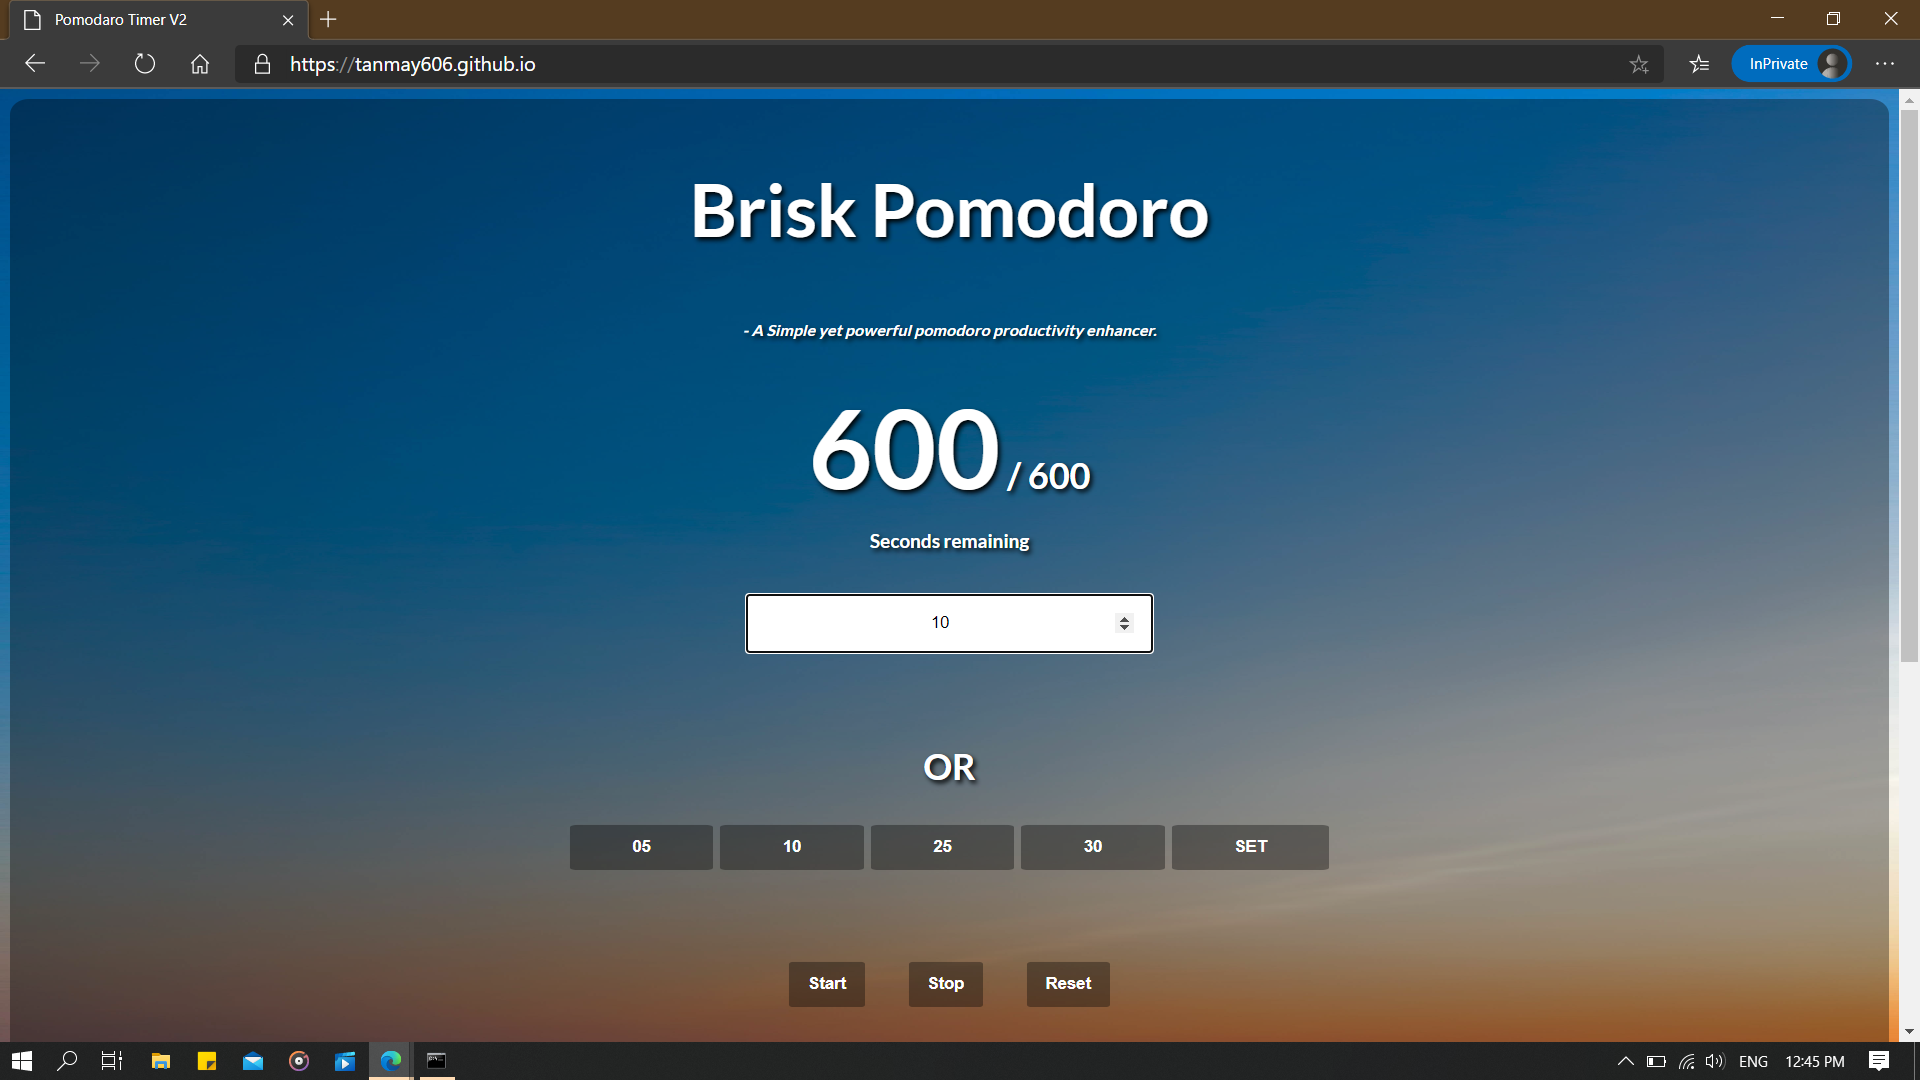 Pomodaro Timer V2
https://tanmay606.github.io
InPrivate
Brisk Pomodoro
- A Simple yet powerful pomodoro productivity enhancer.
600 / 600
Seconds remaining
10
OR
05 10 25 30 SET
Start Stop Reset
ENG 12:45 PM